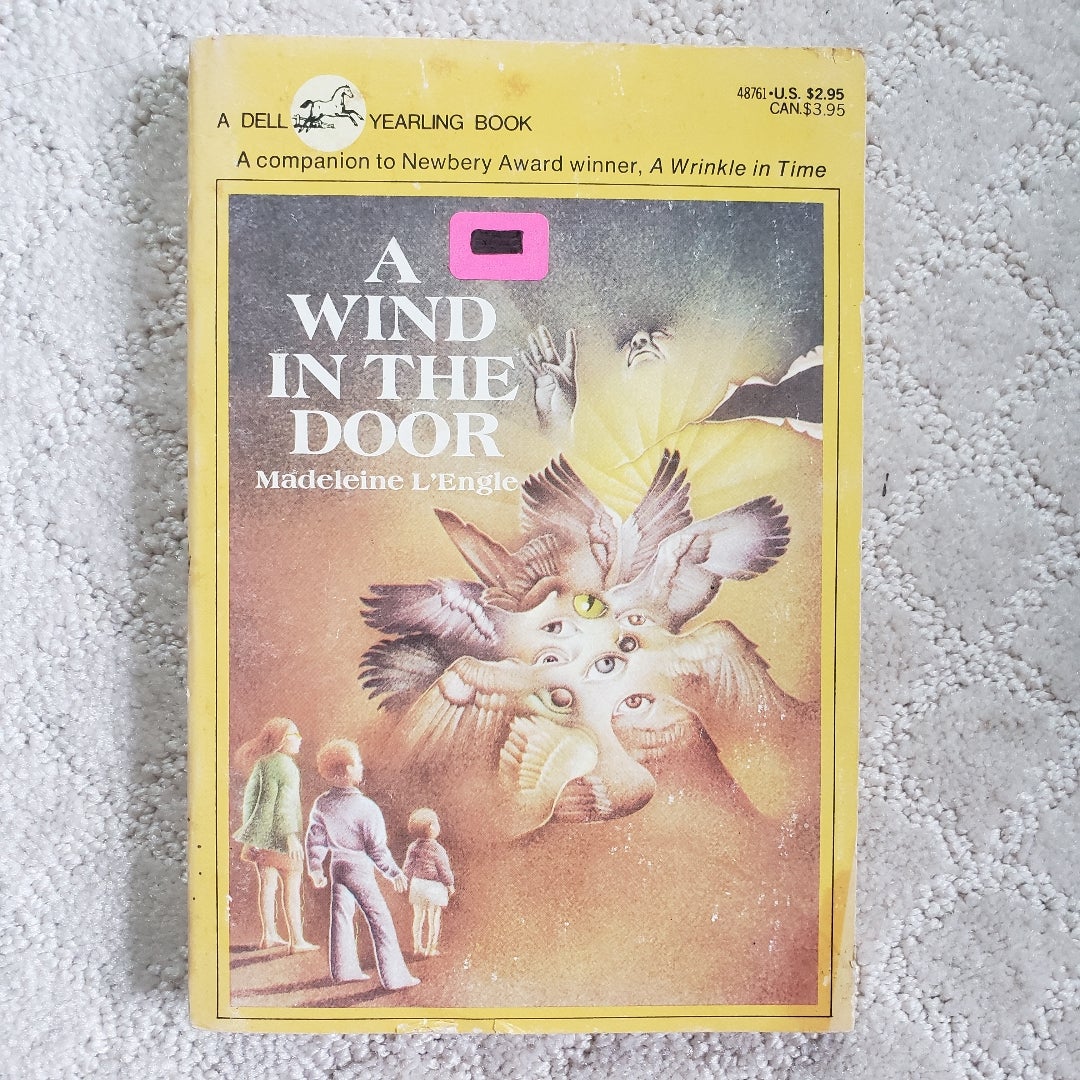 48761•U.S. $2.95
CAN.$3.95
A DELL YEARLING BOOK
A companion to Newbery Award winner, A Wrinkle in Time
A
WIND
IN THE
DOOR
Madeleine L'Engle